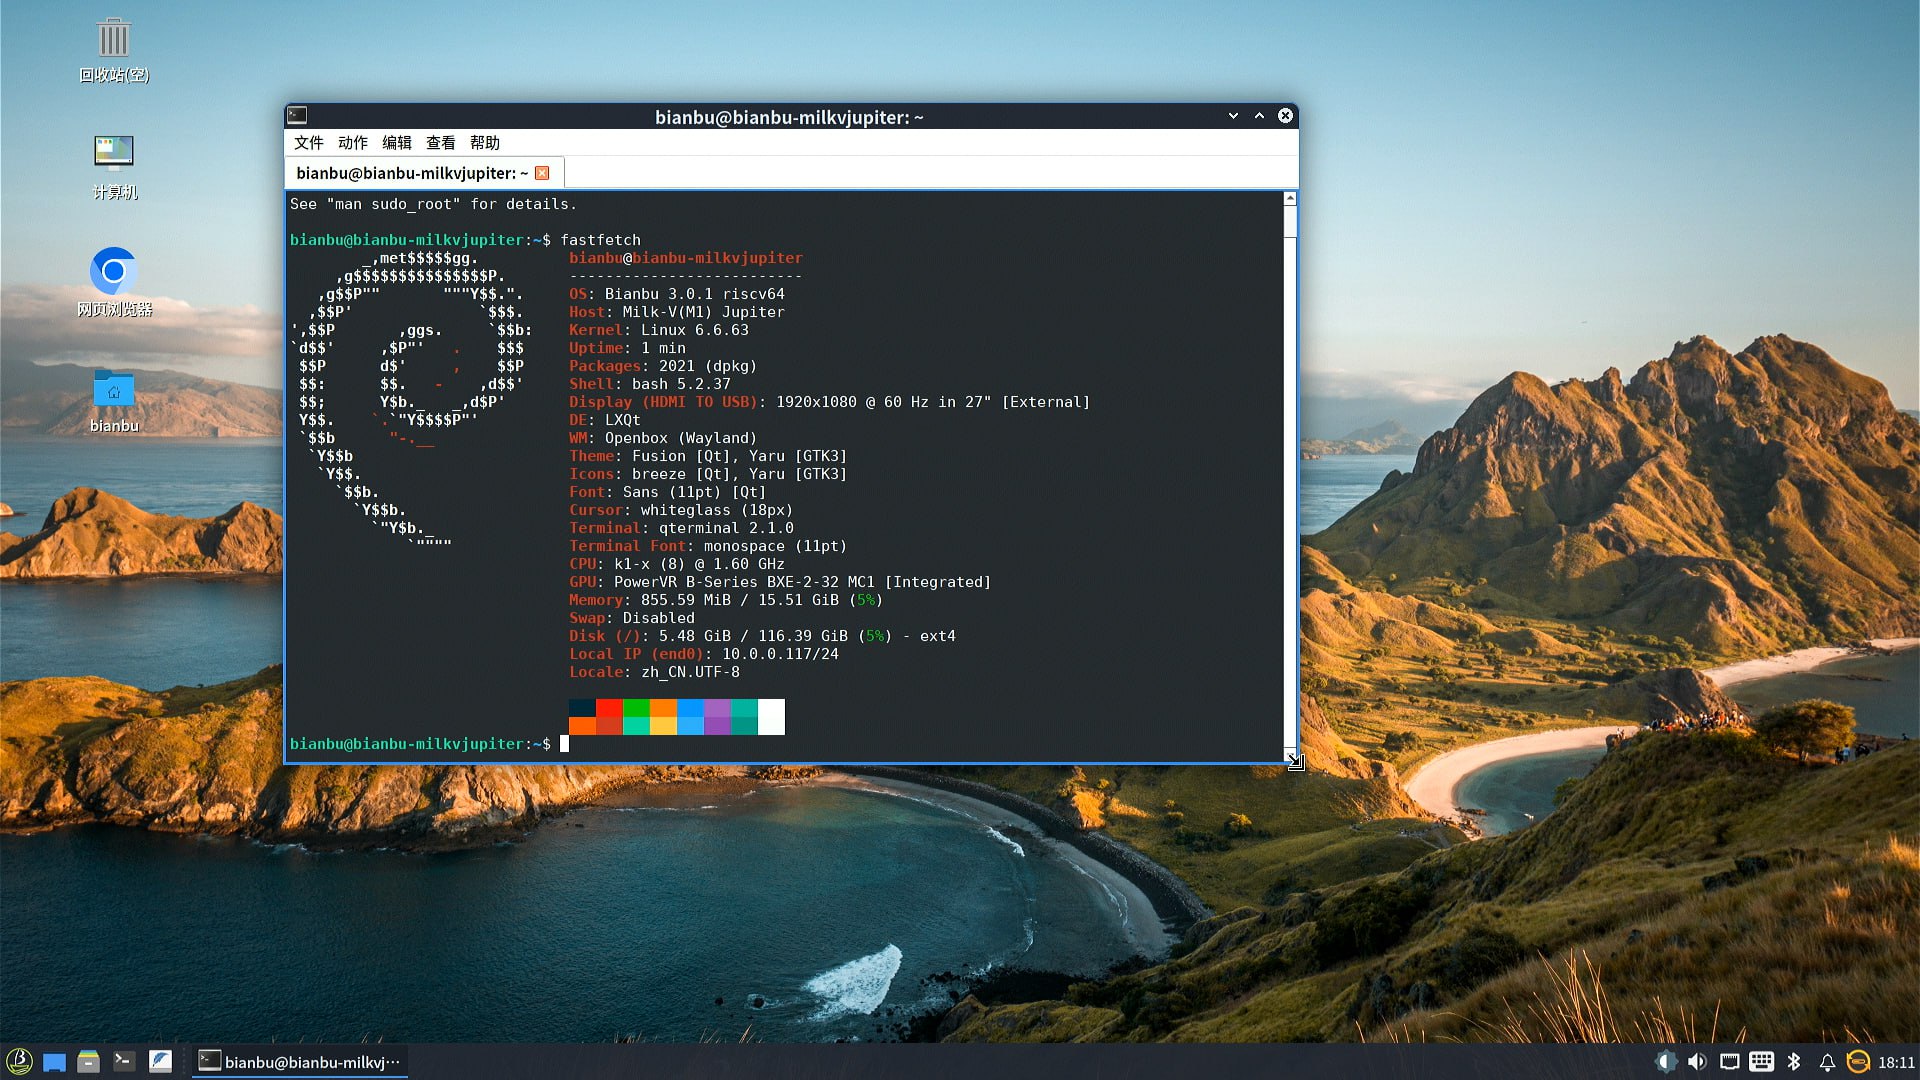 回收站(空)
计算机
网页浏览器
bianbu
bianbu@bianbu-milkvjupiter: ~
文件 动作 编辑 查看 帮助
bianbu@bianbu-milkvjupiter: ~
See "man sudo_root" for details.
bianbu@bianbu-milkvjupiter:~$ fastfetch
bianbu@bianbu-milkvjupiter
--------------------------
OS: Bianbu 3.0.1 riscv64
Host: Milk-V(M1) Jupiter
Kernel: Linux 6.6.63
Uptime: 1 min
Packages: 2021 (dpkg)
Shell: bash 5.2.37
Display (HDMI TO USB): 1920x1080 @ 60 Hz in 27" [External]
DE: LXQt
WM: Openbox (Wayland)
Theme: Fusion [Qt], Yaru [GTK3]
Icons: breeze [Qt], Yaru [GTK3]
Font: Sans (11pt) [Qt]
Cursor: whiteglass (18px)
Terminal: qterminal 2.1.0
Terminal Font: monospace (11pt)
CPU: k1-x (8) @ 1.60 GHz
GPU: PowerVR B-Series BXE-2-32 MC1 [Integrated]
Memory: 855.59 MiB / 15.51 GiB (5%)
Swap: Disabled
Disk (/): 5.48 GiB / 116.39 GiB (5%) - ext4
Local IP (end0): 10.0.0.117/24
Locale: zh_CN.UTF-8
bianbu@bianbu-milkvjupiter:~$
bianbu@bianbu-milkvj···
18:11